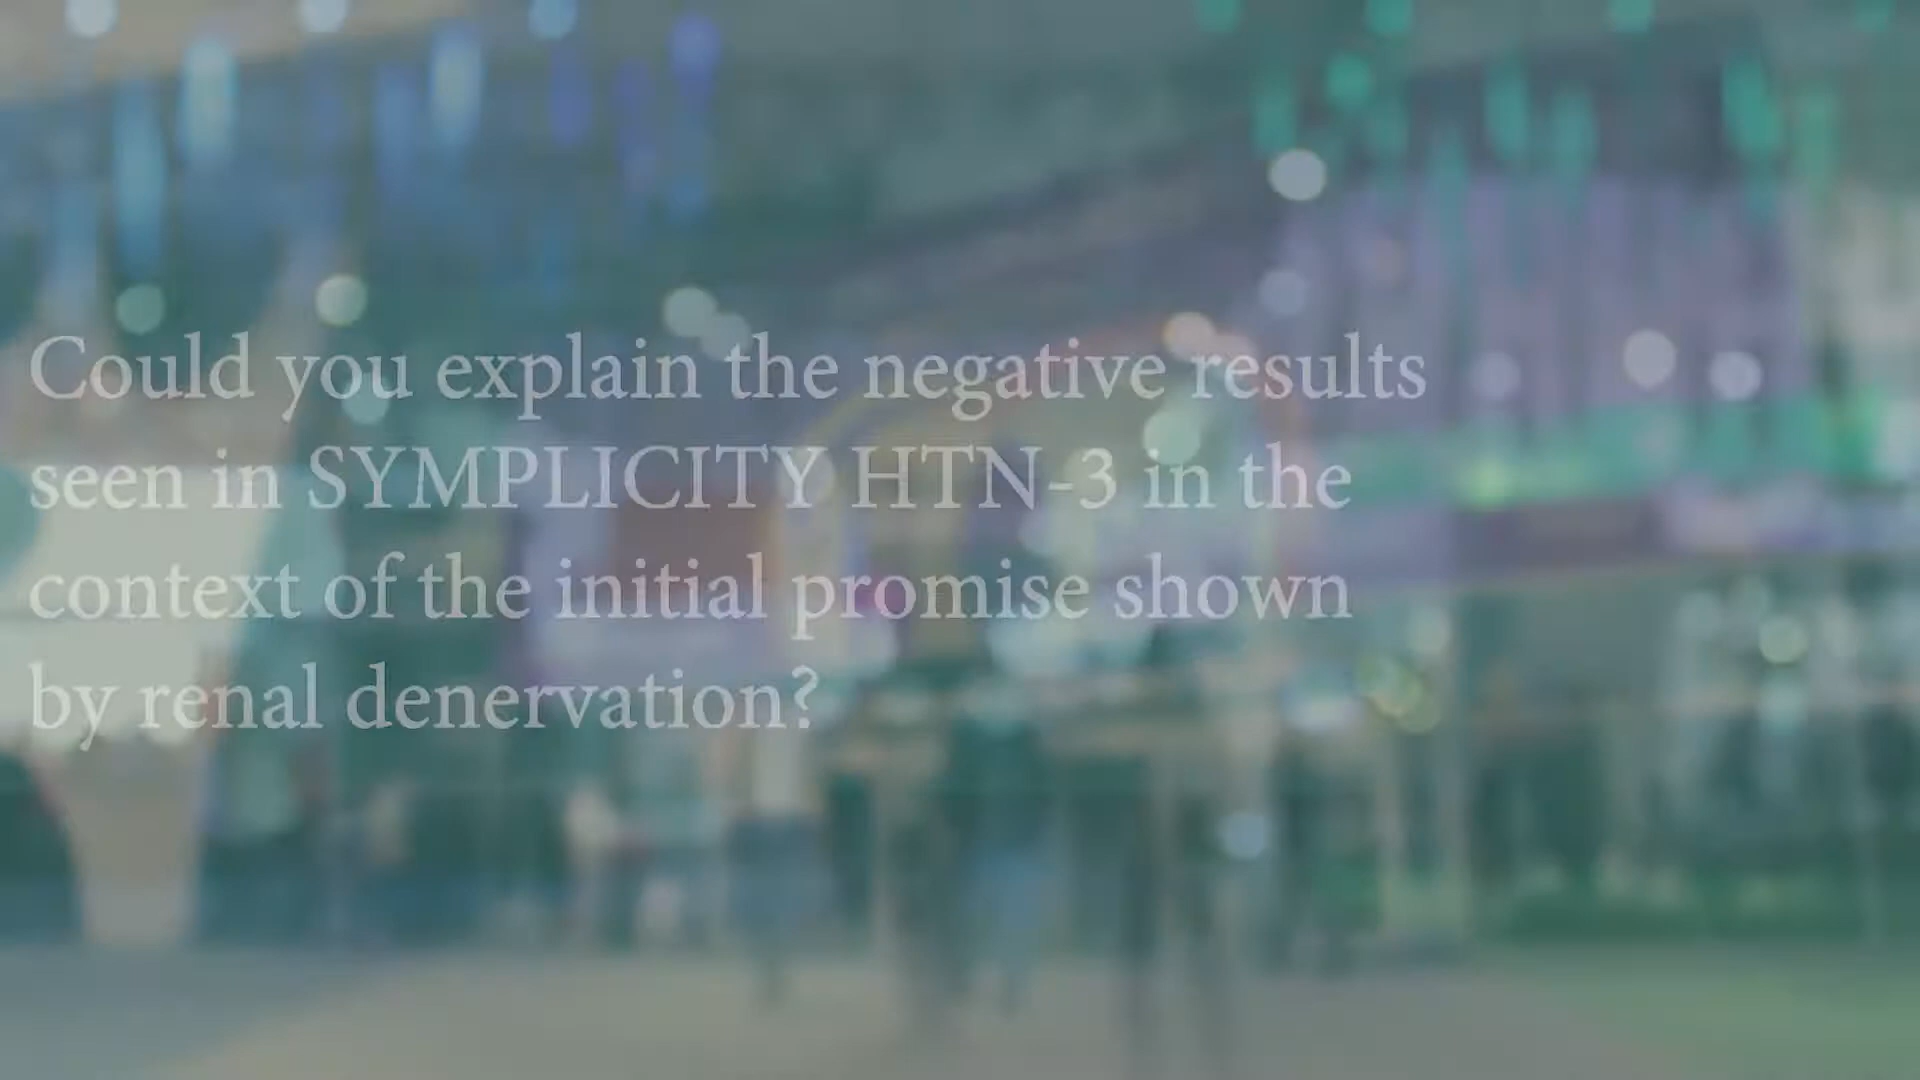 Could you explain the negative results
seen in SYMPLICITY HTN-3 in the
context of the initial promise shown
by renal denervation?